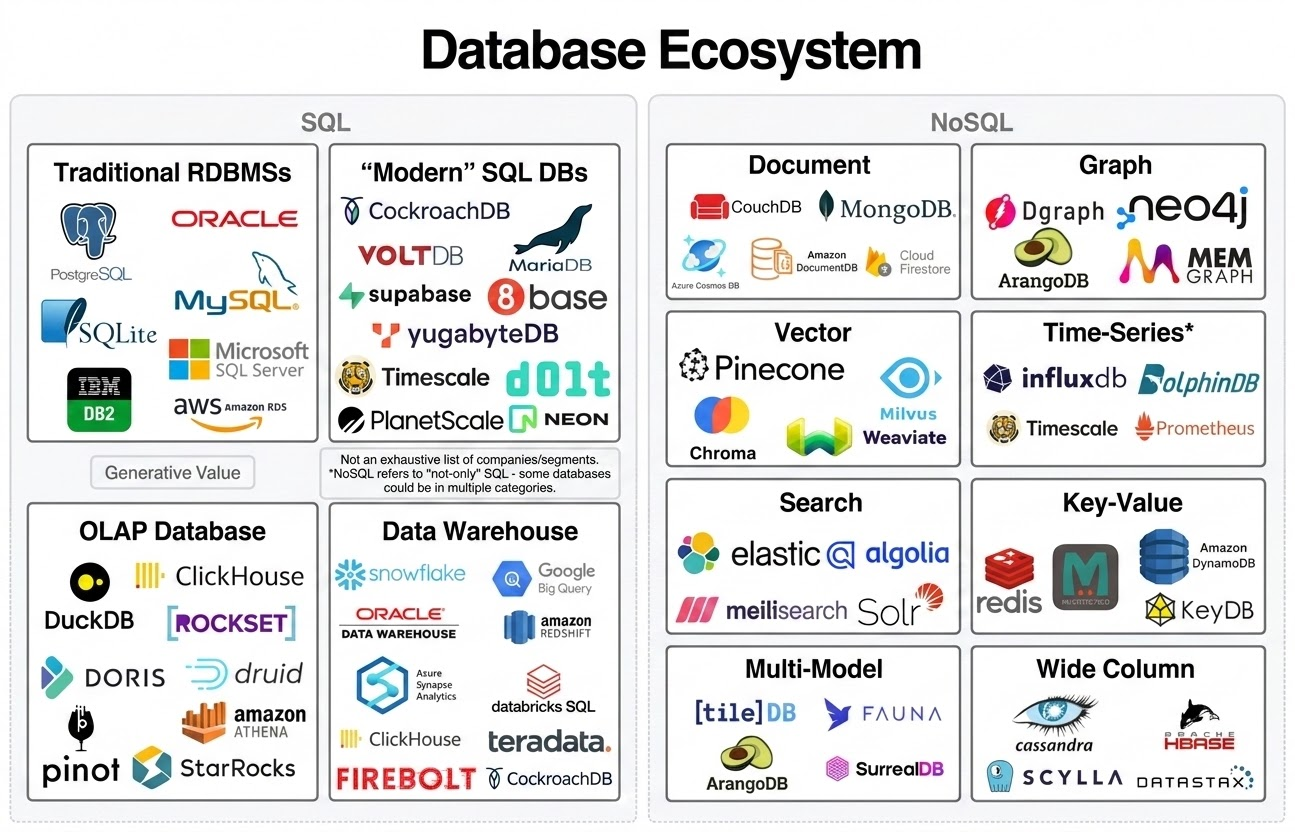 Database Ecosystem
SQL
Traditional RDBMSs
PostgreSQL
ORACLE
MySQL®
SQLite
Microsoft
SQL Server
IBM
DB2
aws Amazon RDS
“Modern” SQL DBs
CockroachDB
VOLTDB
MariaDB
supabase
8base
yugabyteDB
Timescale
dolt
PlanetScale
NEON
Generative Value
Not an exhaustive list of companies/segments.
*NoSQL refers to "not-only" SQL - some databases
could be in multiple categories.
OLAP Database
DuckDB
ClickHouse
[ROCKSET]
DORIS
druid
pinot
amazon
ATHENA
StarRocks
Data Warehouse
snowflake
Google
Big Query
ORACLE®
DATA WAREHOUSE
amazon
REDSHIFT
Azure
Synapse
Analytics
databricks SQL
ClickHouse
teradata.
FIREBOLT
CockroachDB
NoSQL
Document
CouchDB
MongoDB.
Azure Cosmos DB
Amazon
DocumentDB
Cloud
Firestore
Graph
Dgraph
neo4j
ArangoDB
MEM
GRAPH
Vector
Pinecone
Milvus
Chroma
Weaviate
Time-Series*
influxdb
DolphinDB
Timescale
Prometheus
Search
elastic
algolia
meilisearch
Solr
Key-Value
redis
M
Amazon
DynamoDB
KeyDB
Multi-Model
[tile]DB
FAUNA
ArangoDB
SurrealDB
Wide Column
cassandra
HBASE
SCYLLA
DATASTAX